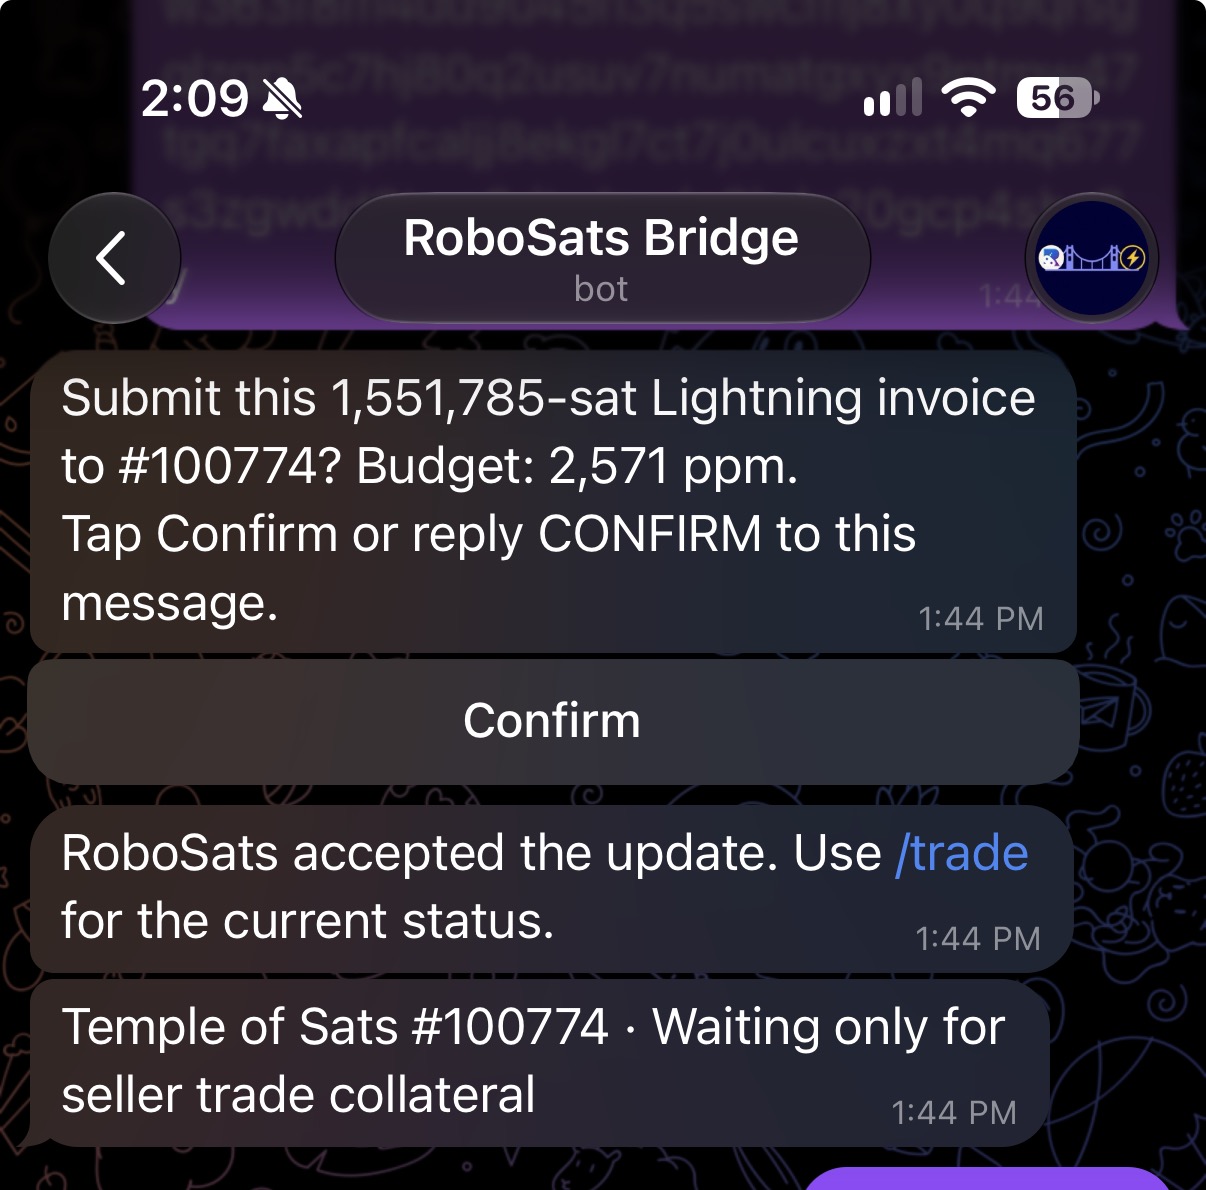 2:09
56
RoboSats Bridge
bot
1:44
Submit this 1,551,785-sat Lightning invoice
to #100774? Budget: 2,571 ppm.
Tap Confirm or reply CONFIRM to this
message.
1:44 PM
Confirm
RoboSats accepted the update. Use /trade
for the current status.
1:44 PM
Temple of Sats #100774 · Waiting only for
seller trade collateral
1:44 PM